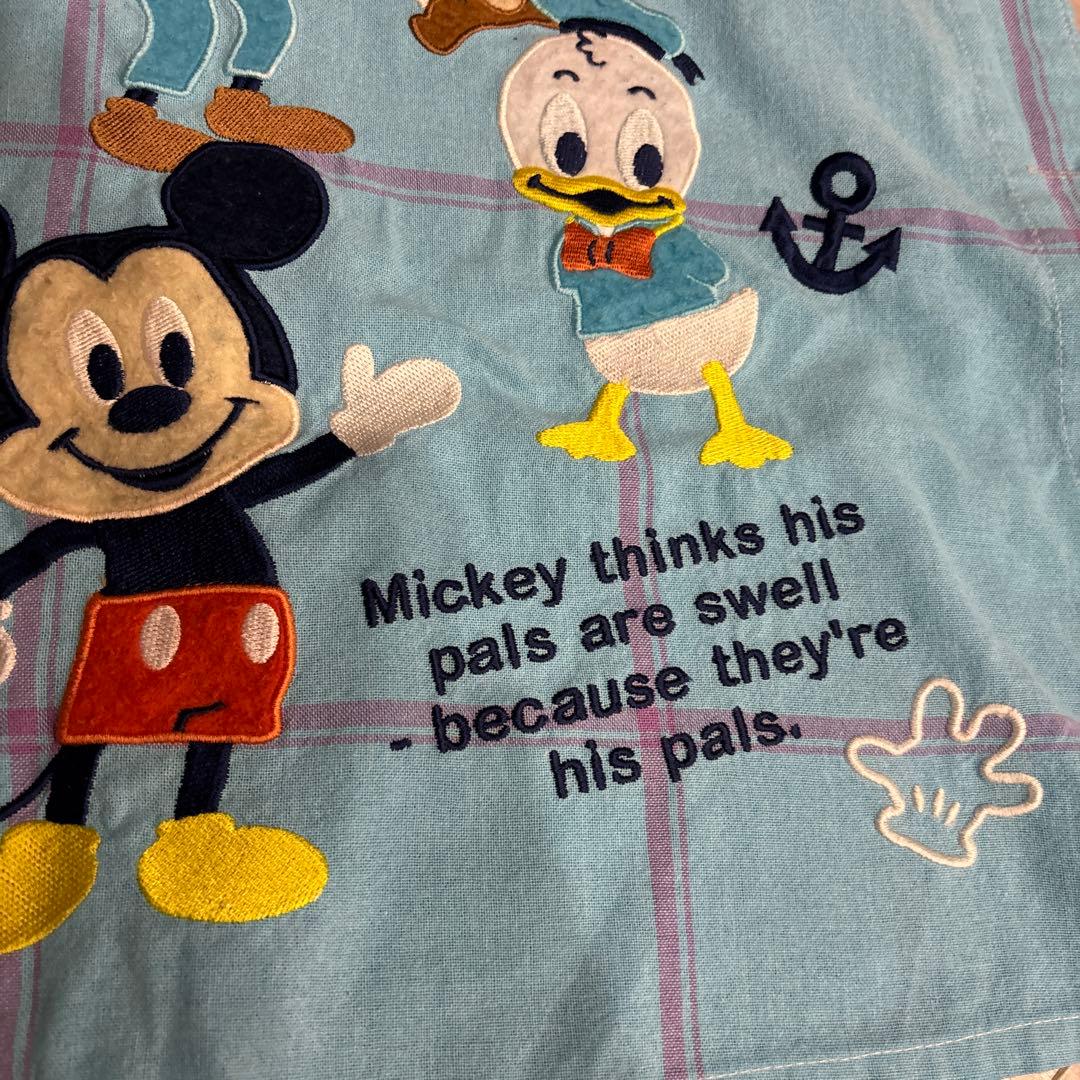 Mickey thinks his
pals are swell
- because they're
his pals.